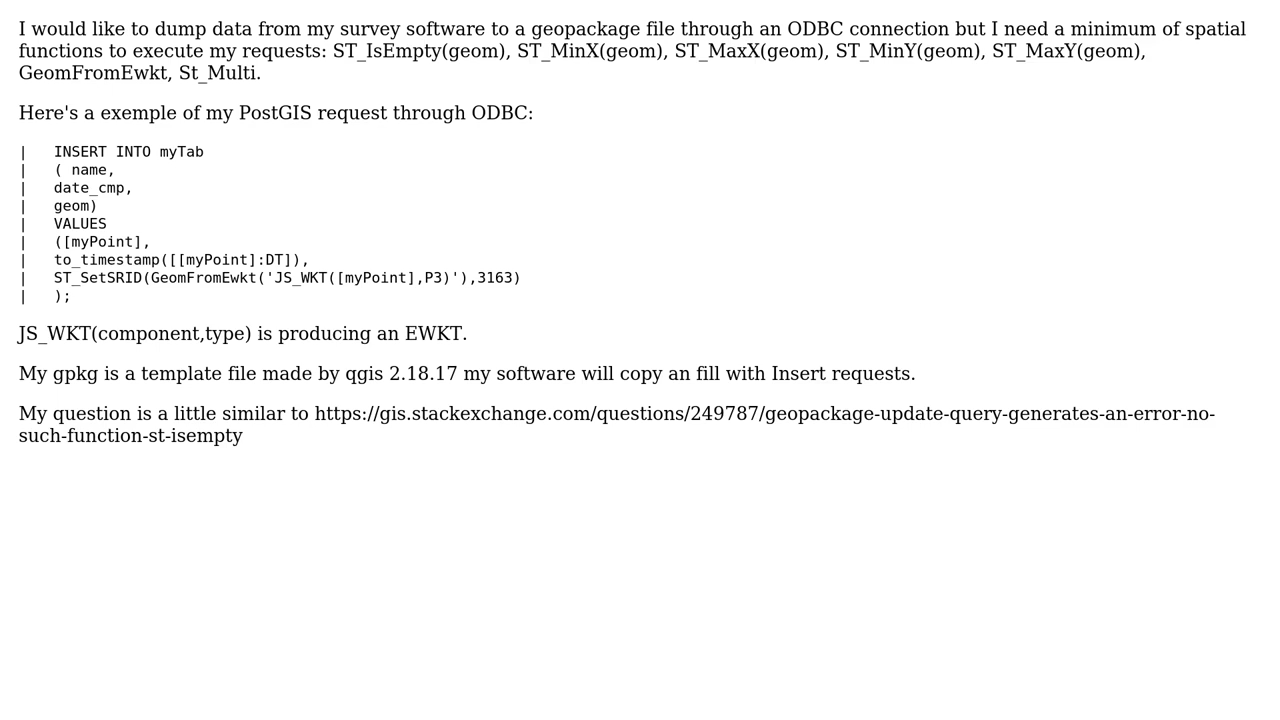 I would like to dump data from my survey software to a geopackage file through an ODBC connection but I need a minimum of spatial
functions to execute my requests: ST_IsEmpty(geom), ST_MinX(geom), ST_MaxX(geom), ST_MinY(geom), ST_MaxY(geom),
GeomFromEwkt, St_Multi.
Here's a exemple of my PostGIS request through ODBC:
|   INSERT INTO myTab
|   ( name,
|   date_cmp,
|   geom)
|   VALUES
|   ([myPoint],
|   to_timestamp([[myPoint]:DT]),
|   ST_SetSRID(GeomFromEwkt('JS_WKT([myPoint],P3)'),3163)
|   );
JS_WKT(component,type) is producing an EWKT.
My gpkg is a template file made by qgis 2.18.17 my software will copy an fill with Insert requests.
My question is a little similar to https://gis.stackexchange.com/questions/249787/geopackage-update-query-generates-an-error-no-
such-function-st-isempty